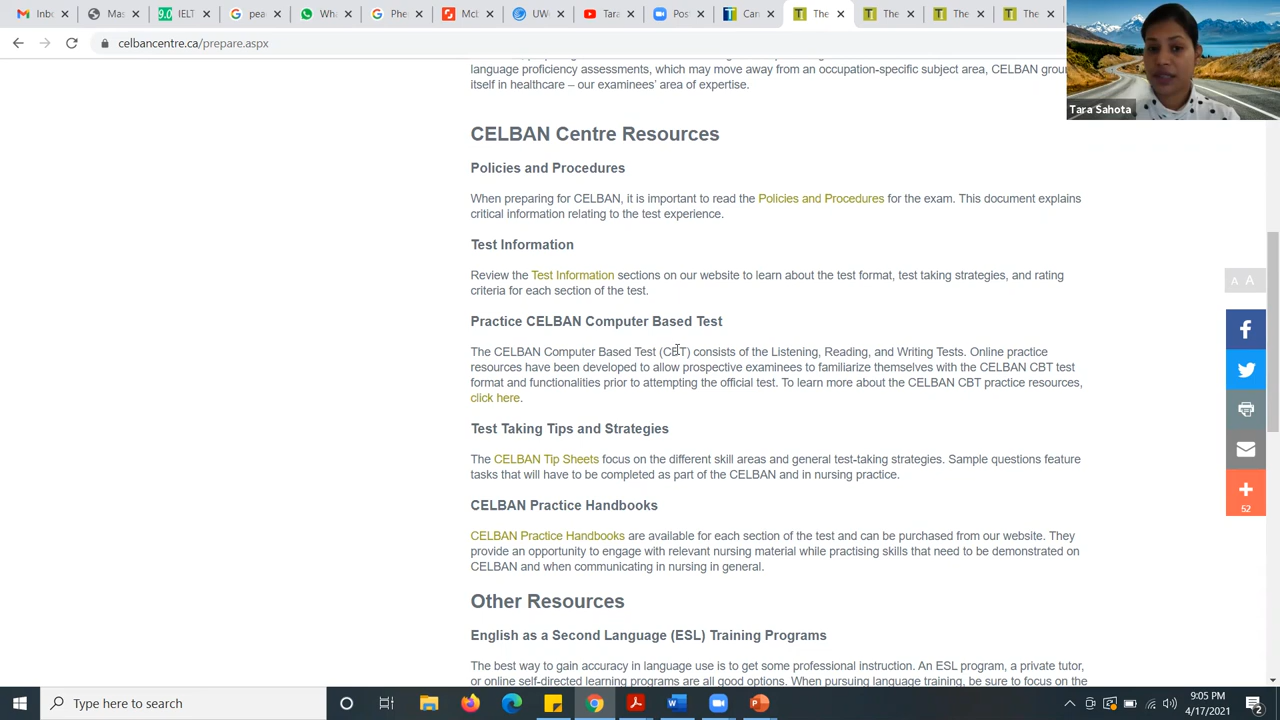 Inbo
Mas
9.0
IELT
pea
Wha
Pref
Mcb
UWo
Tara
Pos
Can
The
The
The
The
celbancentre.ca/prepare.aspx
language proficiency assessments, which may move away from an occupation-specific subject area, CELBAN
itself in healthcare – our examinees' area of expertise.
Tara Sahota
CELBAN Centre Resources
Policies and Procedures
When preparing for CELBAN, it is important to read the Policies and Procedures for the exam. This document explains
critical information relating to the test experience.
Test Information
Review the Test Information sections on our website to learn about the test format, test taking strategies, and rating
criteria for each section of the test.
A A
Practice CELBAN Computer Based Test
The CELBAN Computer Based Test (CBT) consists of the Listening, Reading, and Writing Tests. Online practice
resources have been developed to allow prospective examinees to familiarize themselves with the CELBAN CBT test
format and functionalities prior to attempting the official test. To learn more about the CELBAN CBT practice resources,
click here.
Test Taking Tips and Strategies
The CELBAN Tip Sheets focus on the different skill areas and general test-taking strategies. Sample questions feature
tasks that will have to be completed as part of the CELBAN and in nursing practice.
52
CELBAN Practice Handbooks
CELBAN Practice Handbooks are available for each section of the test and can be purchased from our website. They
provide an opportunity to engage with relevant nursing material while practising skills that need to be demonstrated on
CELBAN and when communicating in nursing in general.
Other Resources
English as a Second Language (ESL) Training Programs
The best way to gain accuracy in language use is to get some professional instruction. An ESL program, a private tutor,
or online self-directed learning programs are all good options. When pursuing language training, be sure to focus on the
Type here to search
9:05 PM
4/17/2021
2